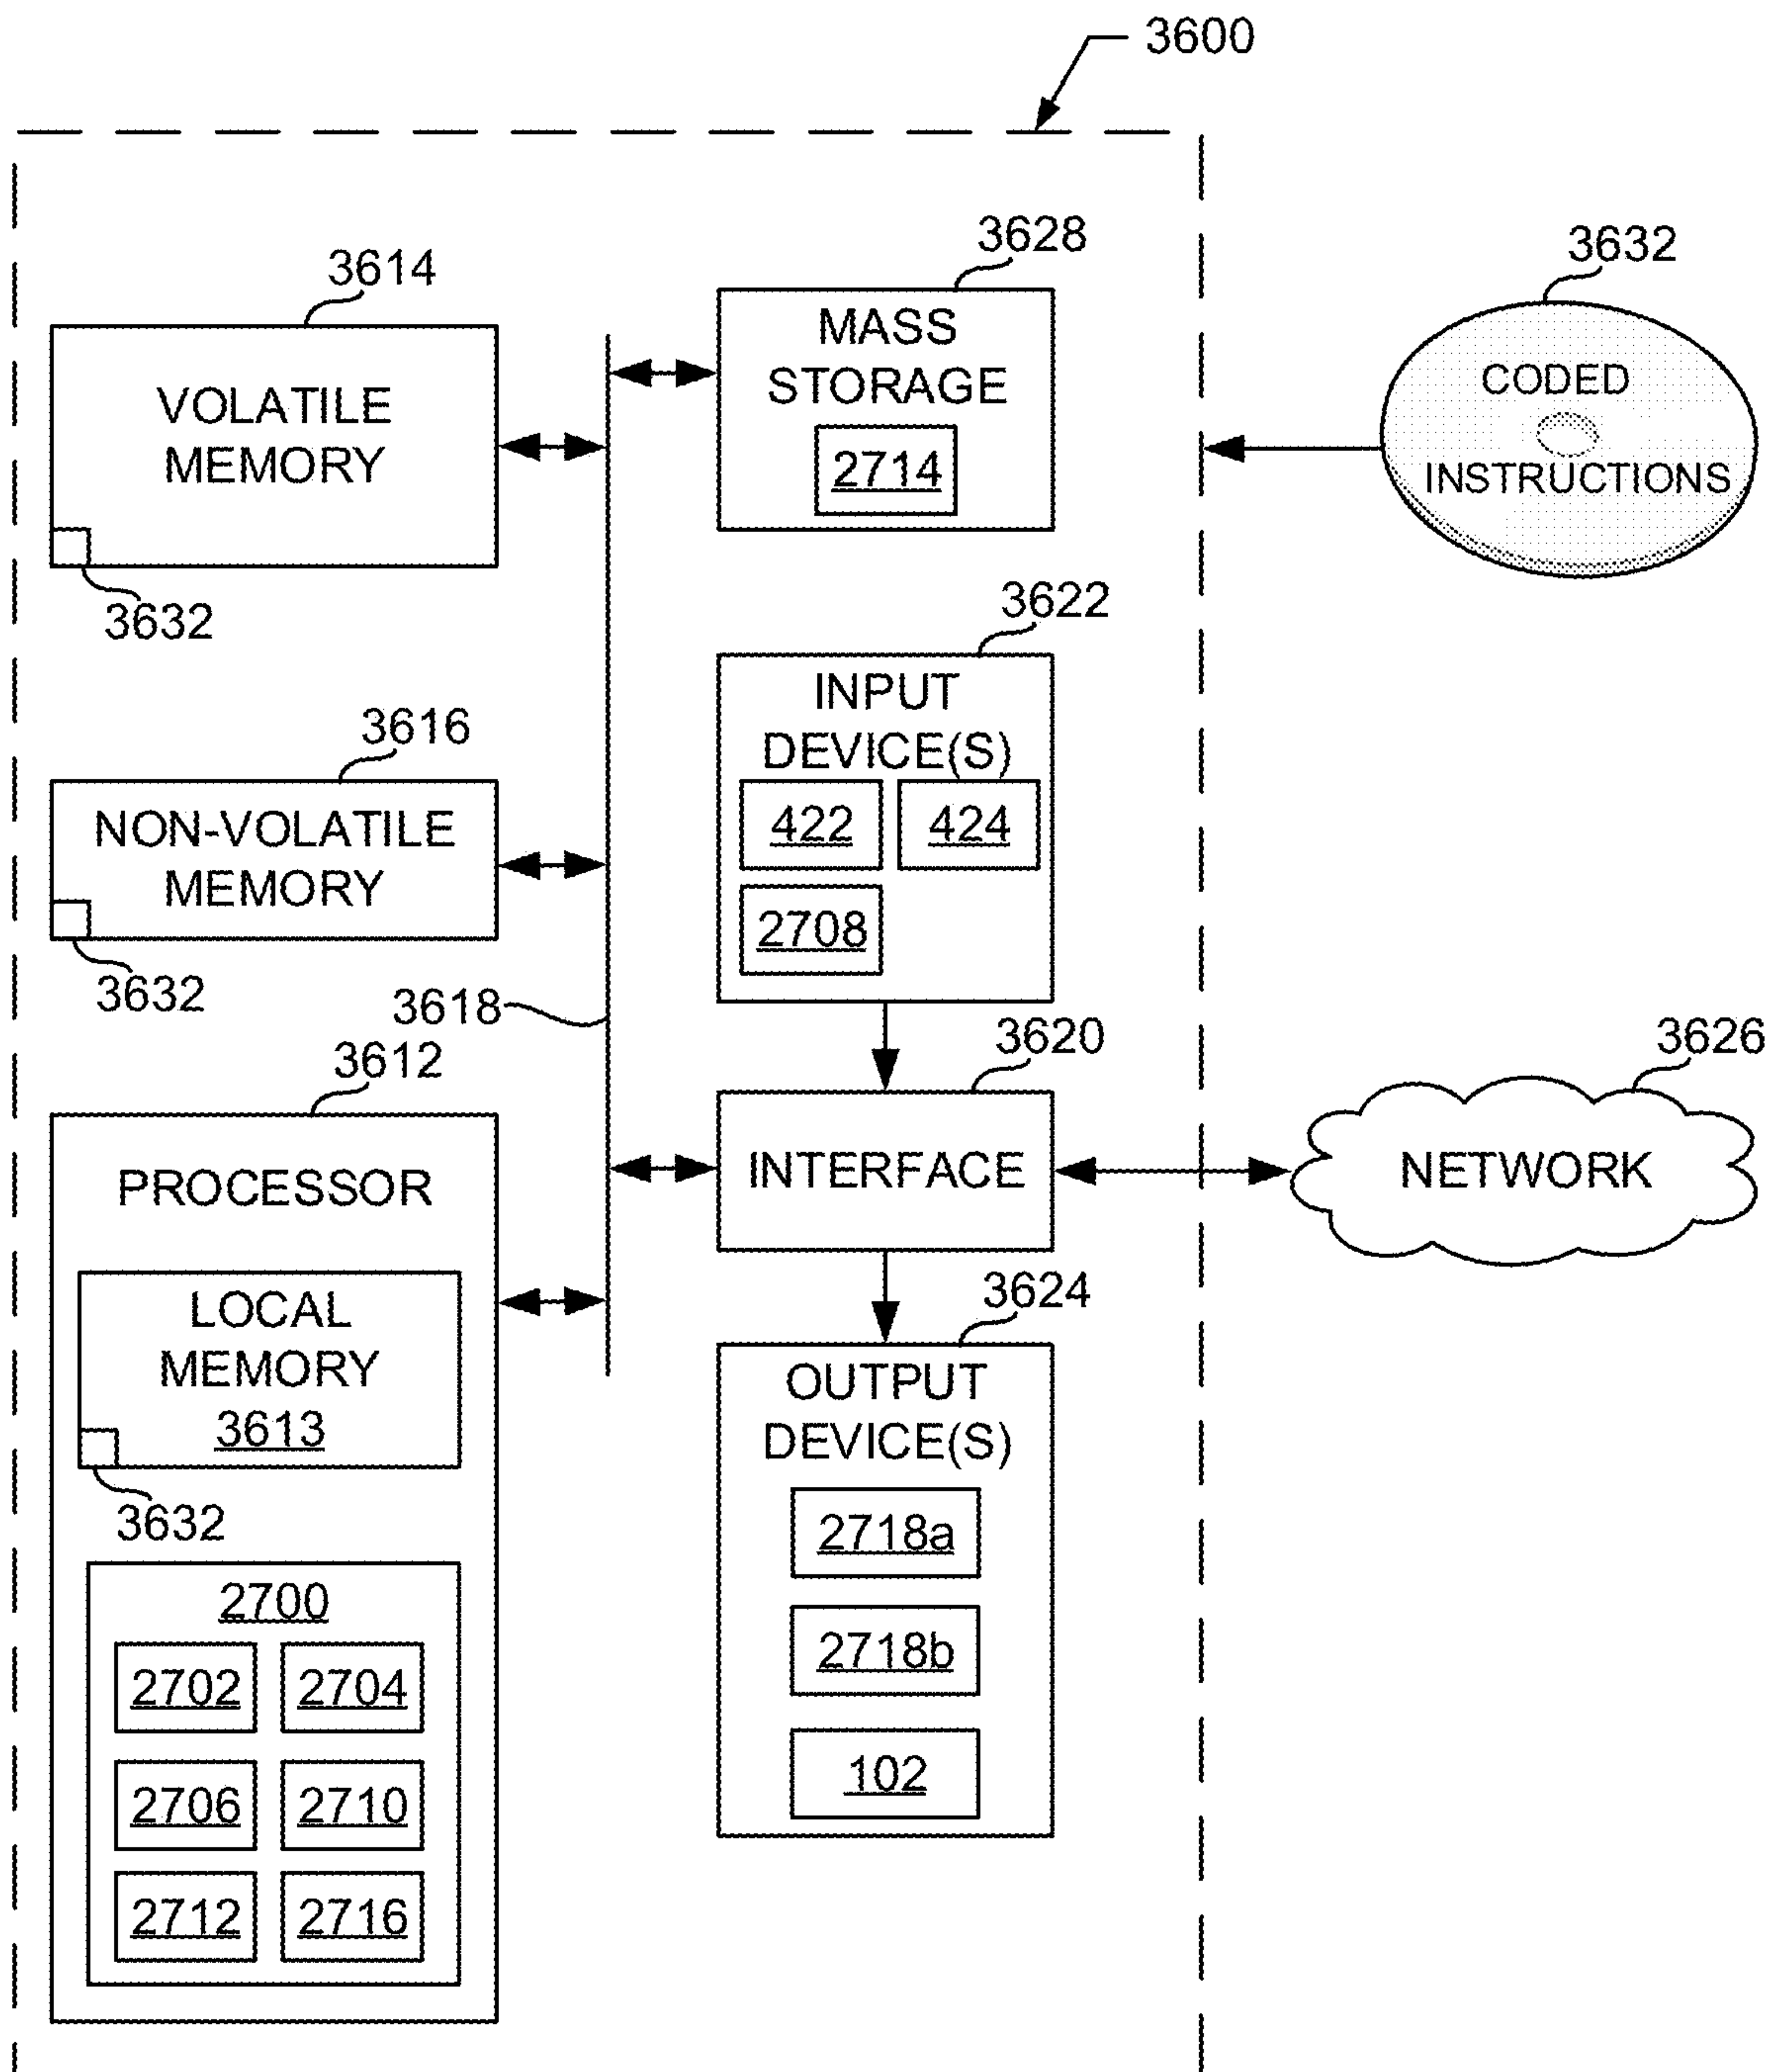 3600
3614
VOLATILE
MEMORY
3632
3616
NON-VOLATILE
MEMORY
3632
3618
3612
PROCESSOR
LOCAL
MEMORY
3613
3632
2700
2702 2704
2706 2710
2712 2716
3628
MASS
STORAGE
2714
3622
INPUT
DEVICE(S)
422 424
2708
3620
INTERFACE
3624
OUTPUT
DEVICE(S)
2718a
2718b
102
3632
CODED
INSTRUCTIONS
3626
NETWORK